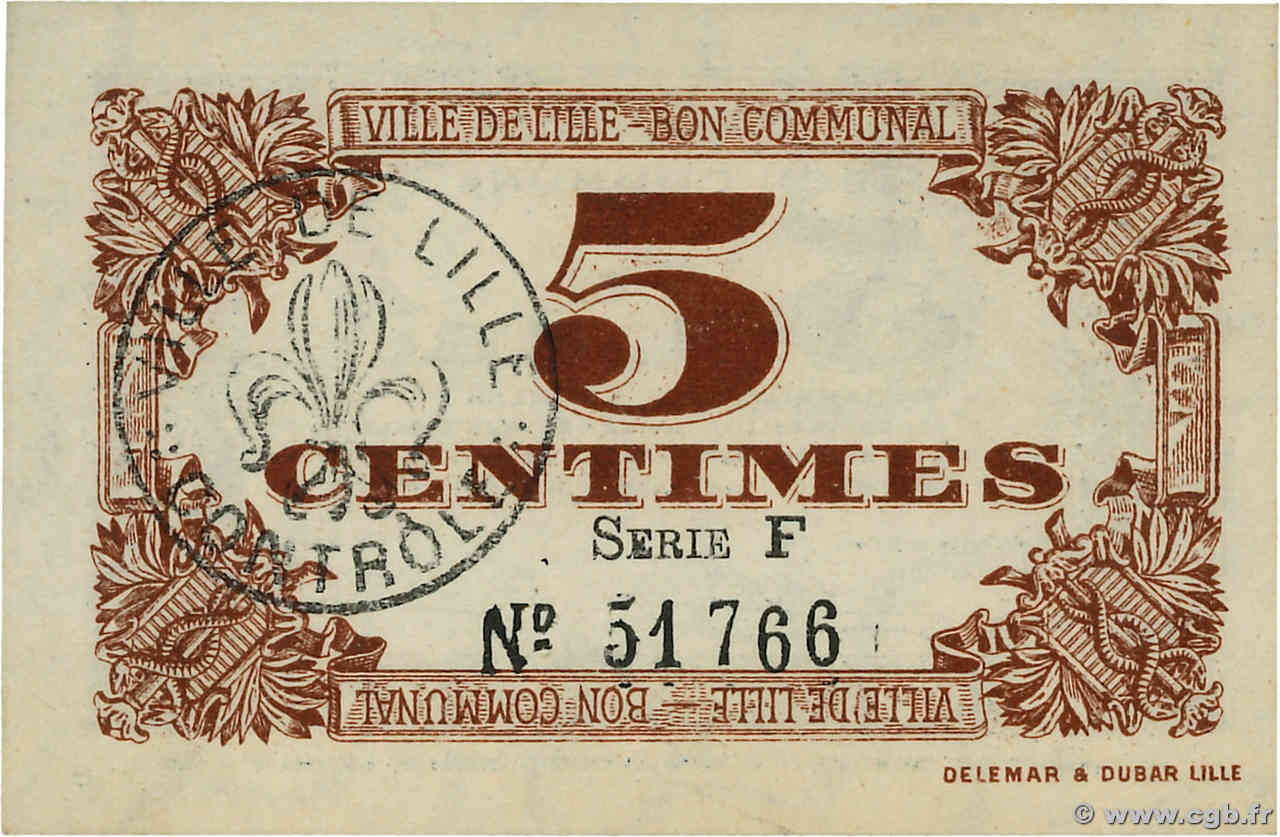 VILLE DE LILLE - BON COMMUNAL
VILLE DE LILLE
CONTRÔLE
5
CENTIMES
SERIE F
Nº 51766
VILLE DE LILLE - BON COMMUNAL
DELEMAR & DUBAR LILLE
© www.cgb.fr